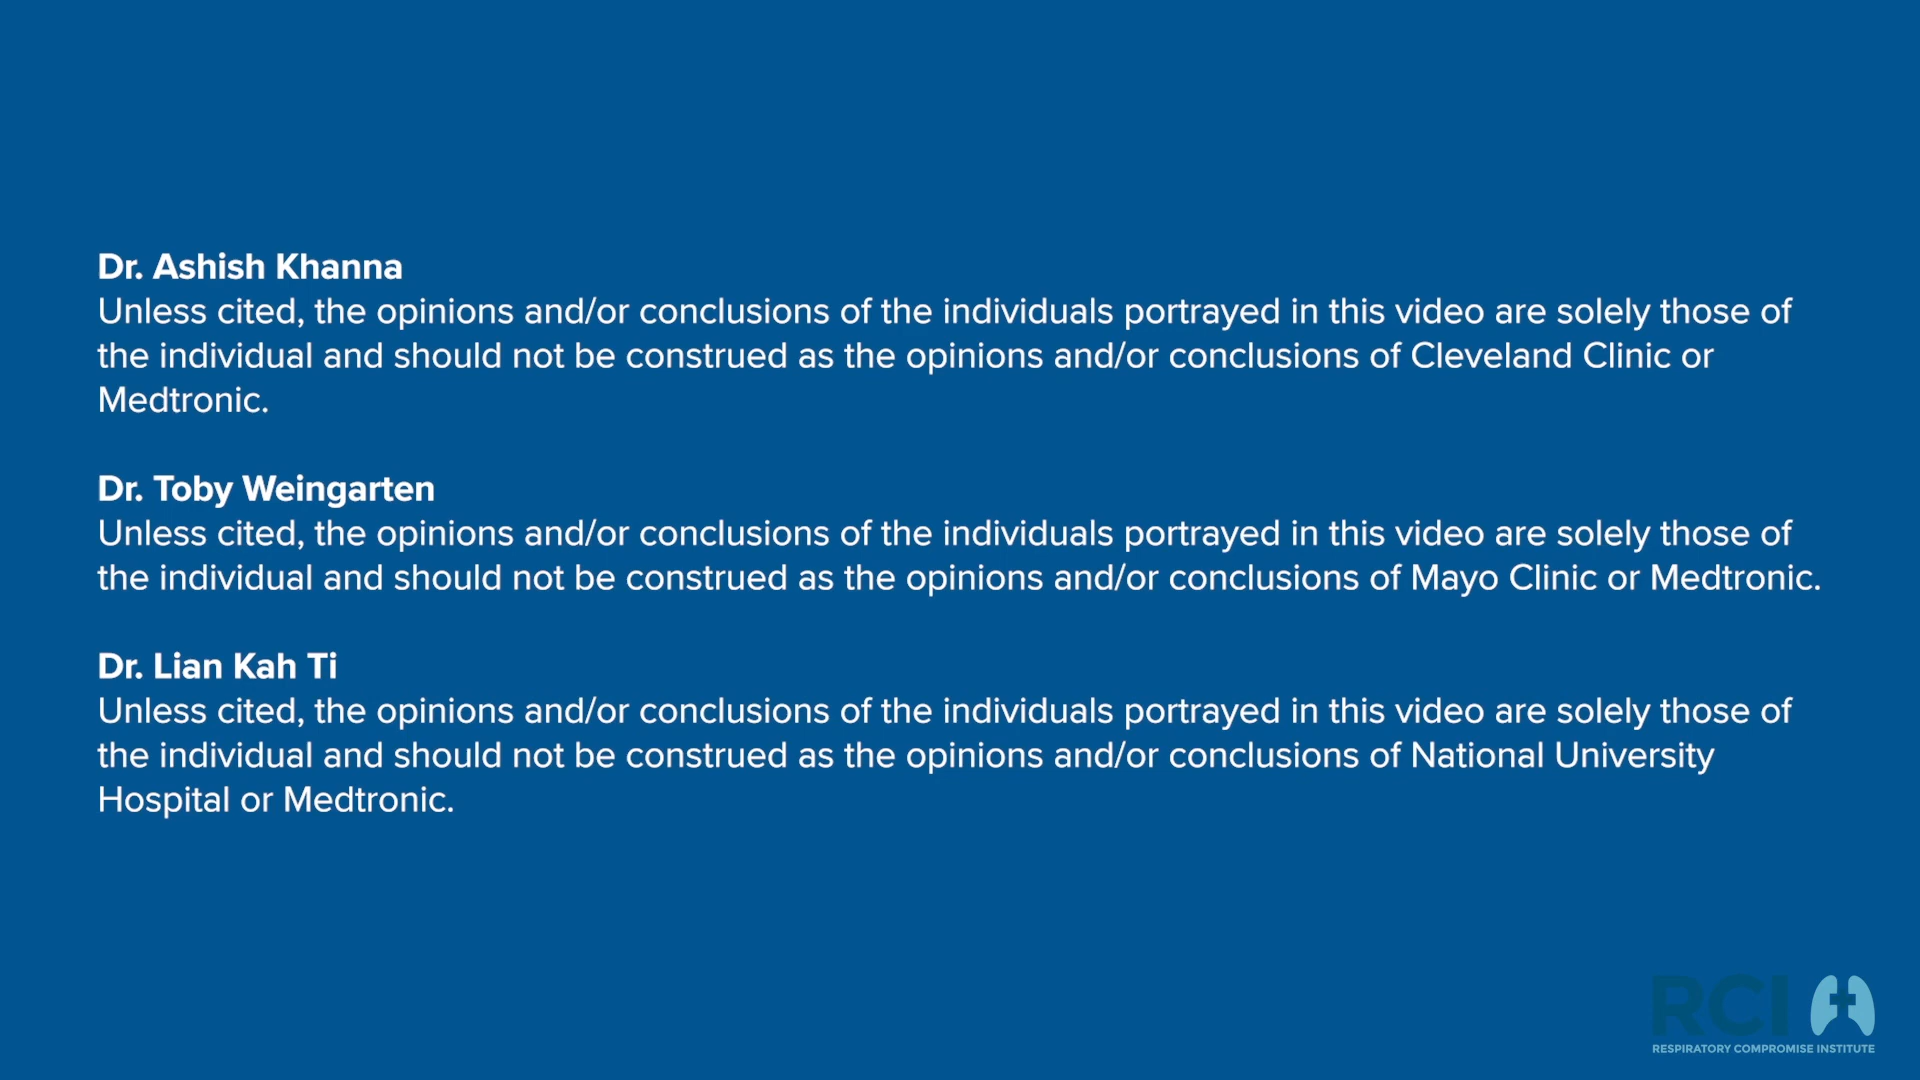 Dr. Ashish Khanna
Unless cited, the opinions and/or conclusions of the individuals portrayed in this video are solely those of
the individual and should not be construed as the opinions and/or conclusions of Cleveland Clinic or
Medtronic.
Dr. Toby Weingarten
Unless cited, the opinions and/or conclusions of the individuals portrayed in this video are solely those of
the individual and should not be construed as the opinions and/or conclusions of Mayo Clinic or Medtronic.
Dr. Lian Kah Ti
Unless cited, the opinions and/or conclusions of the individuals portrayed in this video are solely those of
the individual and should not be construed as the opinions and/or conclusions of National University
Hospital or Medtronic.
RCI
RESPIRATORY COMPROMISE INSTITUTE